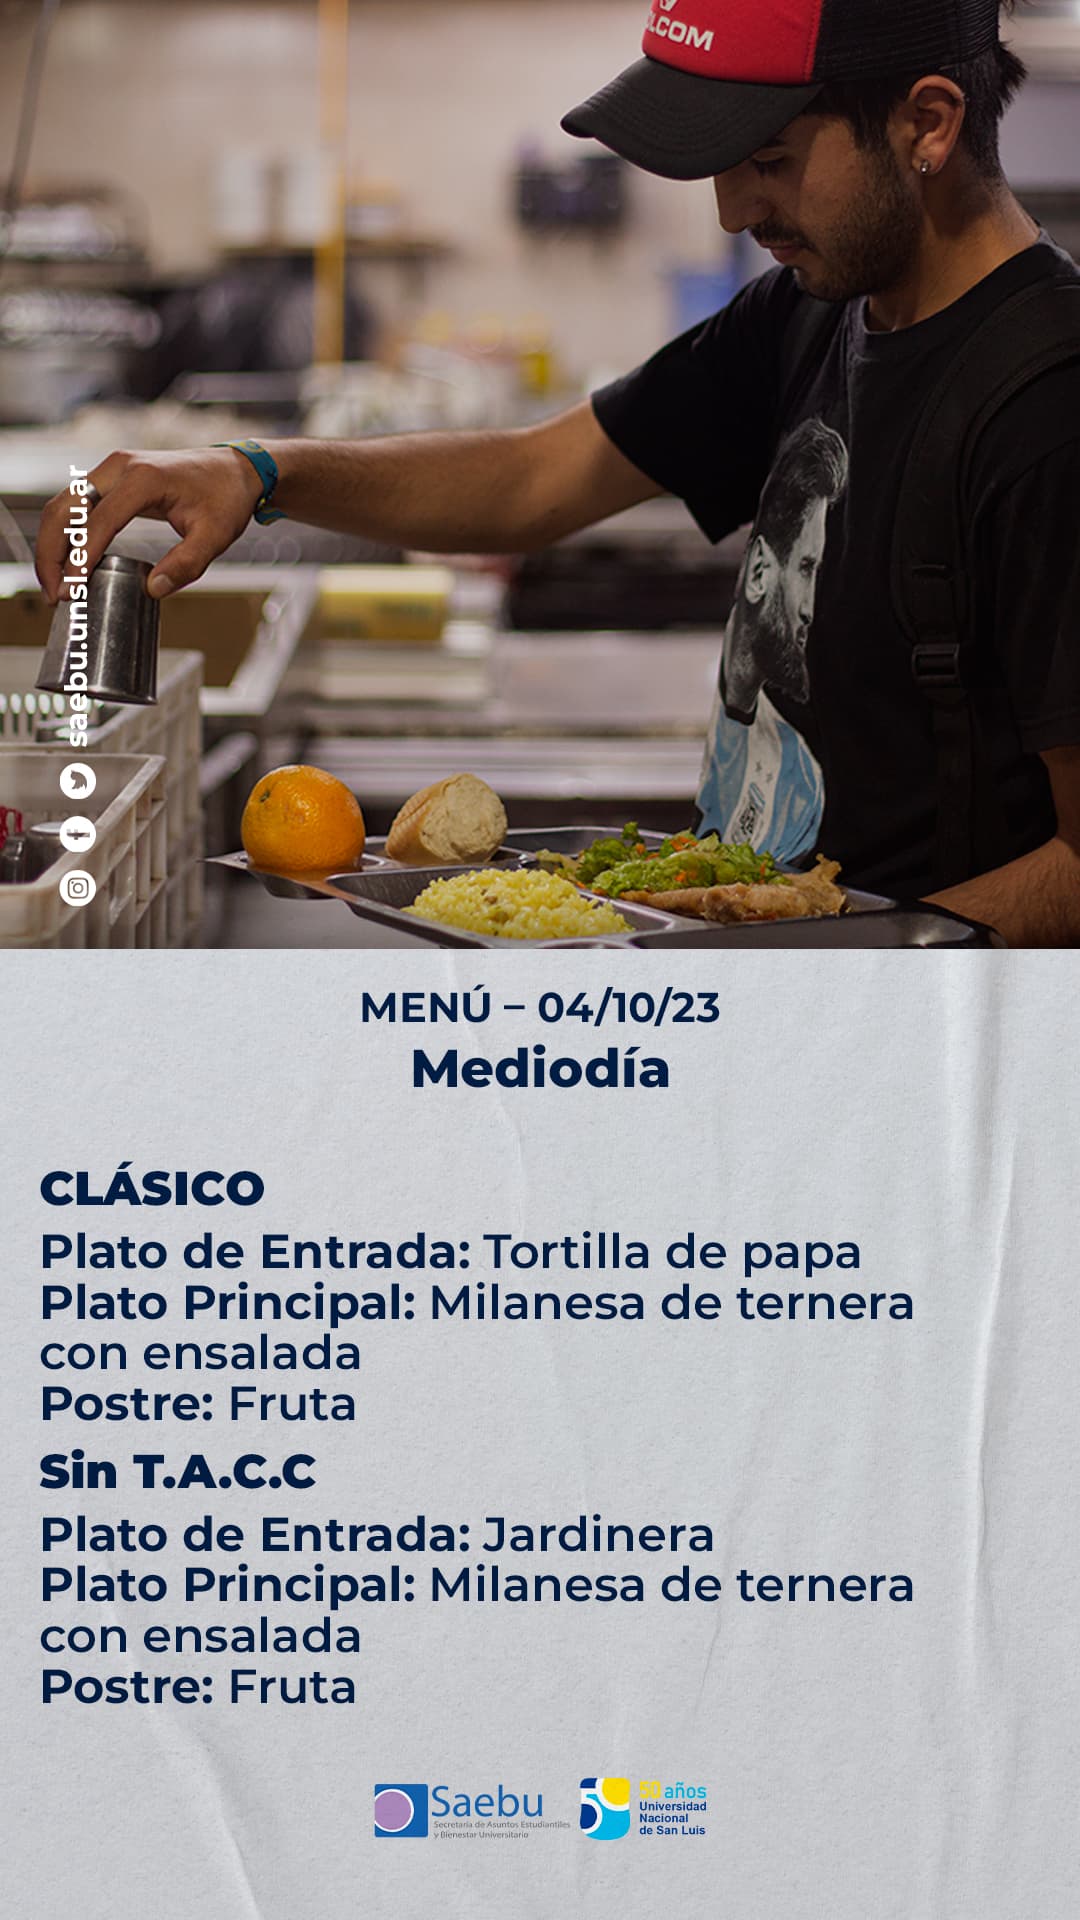 LCOM
saebu.unsl.edu.ar
MENÚ – 04/10/23
Mediodía
CLÁSICO
Plato de Entrada: Tortilla de papa
Plato Principal: Milanesa de ternera
con ensalada
Postre: Fruta
Sin T.A.C.C
Plato de Entrada: Jardinera
Plato Principal: Milanesa de ternera
con ensalada
Postre: Fruta
Saebu
Secretaría de Asuntos Estudiantiles
y Bienestar Universitario
50 años
Universidad
Nacional
de San Luis